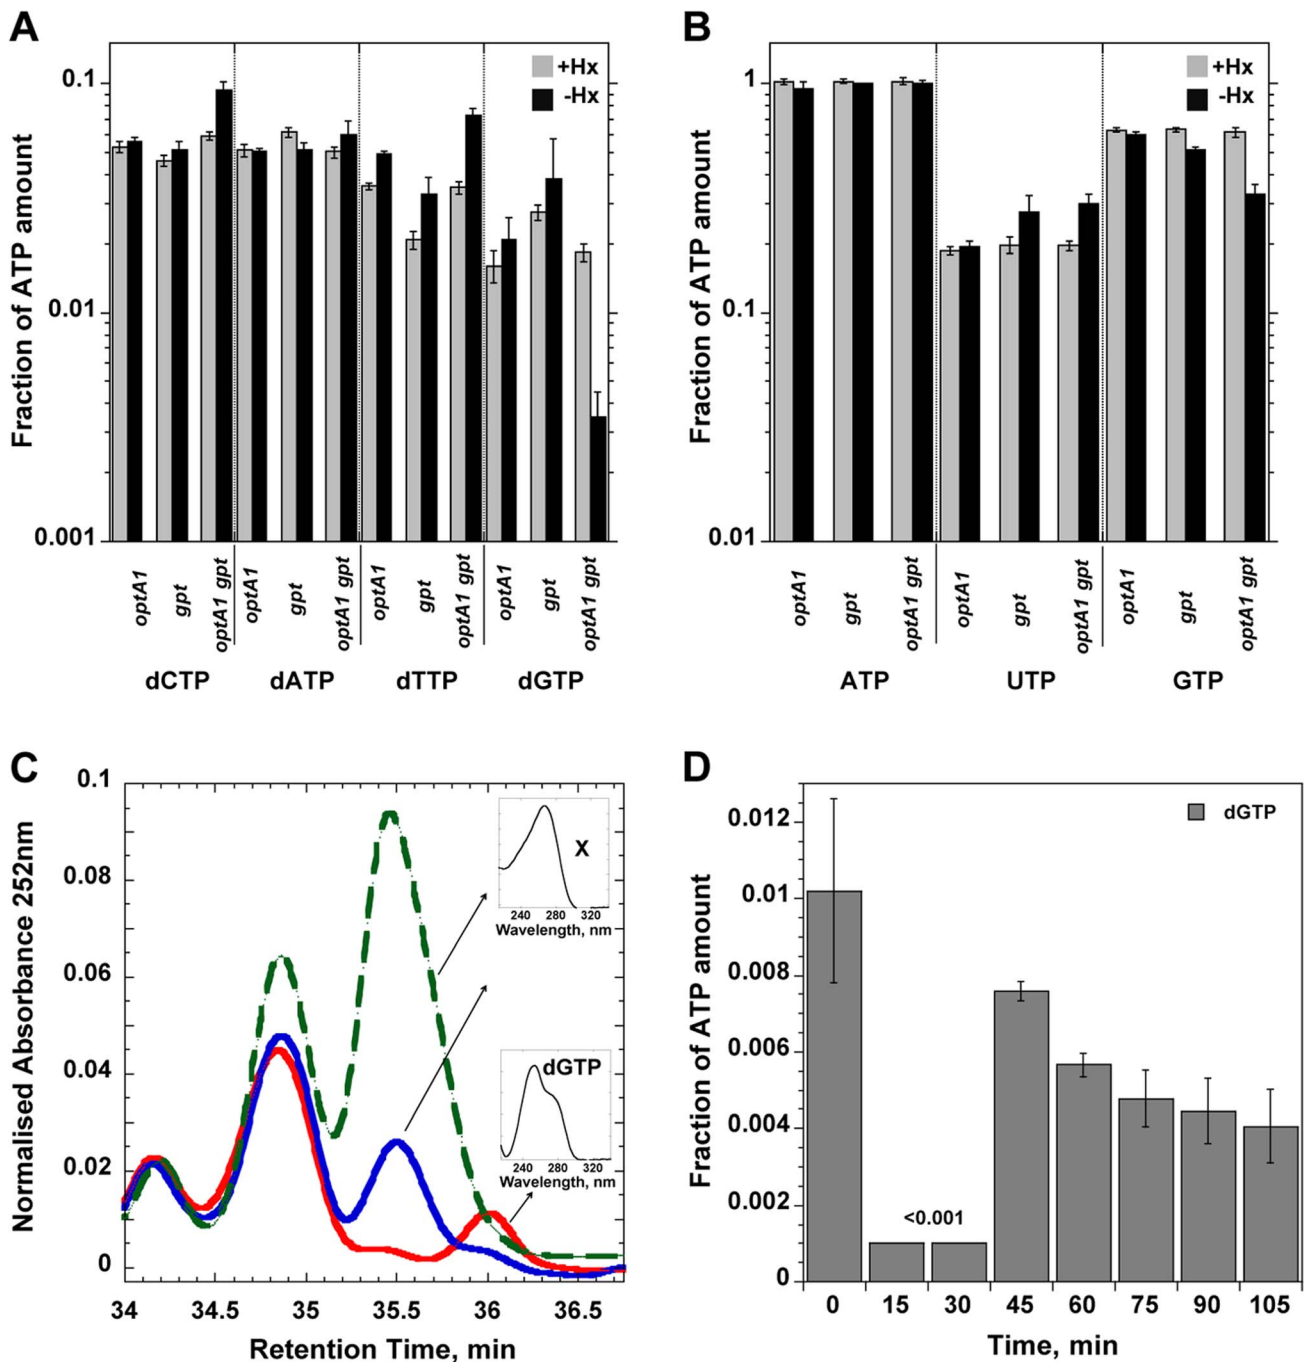 A
+Hx
-Hx
0.1
0.01
0.001
Fraction of ATP amount
optA1
gpt
optA1 gpt
optA1
gpt
optA1 gpt
optA1
gpt
optA1 gpt
optA1
gpt
optA1 gpt
dCTP dATP dTTP dGTP
B
+Hx
-Hx
1
0.1
0.01
Fraction of ATP amount
optA1
gpt
optA1 gpt
optA1
gpt
optA1 gpt
optA1
gpt
optA1 gpt
ATP UTP GTP
C
0.1
0.08
0.06
0.04
0.02
0
Normalised Absorbance 252nm
X
240 280 320
Wavelength, nm
dGTP
240 280 320
Wavelength, nm
34 34.5 35 35.5 36 36.5
Retention Time, min
D
dGTP
0.012
0.01
0.008
0.006
0.004
0.002
0
Fraction of ATP amount
<0.001
0 15 30 45 60 75 90 105
Time, min